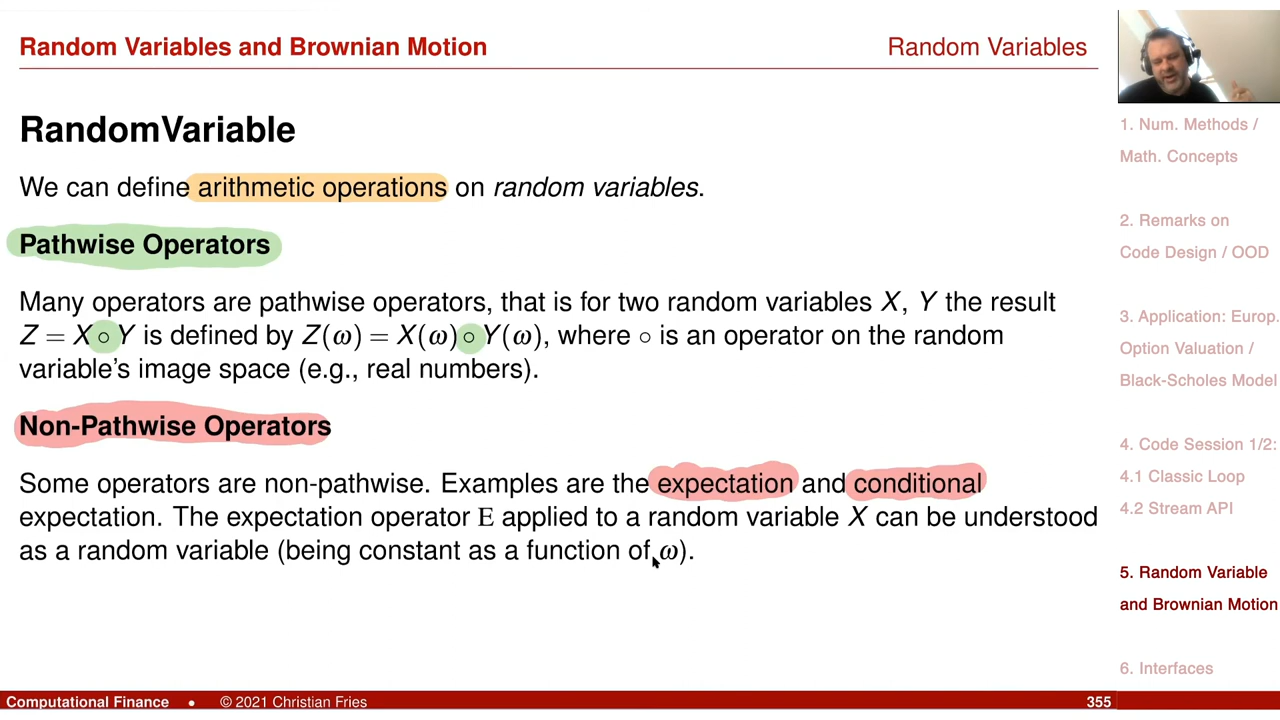 Random Variables and Brownian Motion
Random Variables
RandomVariable
We can define arithmetic operations on random variables.
Pathwise Operators
Many operators are pathwise operators, that is for two random variables X, Y the result
Z = X ∘ Y is defined by Z(ω) = X(ω) ∘ Y(ω), where ∘ is an operator on the random
variable's image space (e.g., real numbers).
Non-Pathwise Operators
Some operators are non-pathwise. Examples are the expectation and conditional
expectation. The expectation operator E applied to a random variable X can be understood
as a random variable (being constant as a function of ω).
1. Num. Methods /
Math. Concepts
2. Remarks on
Code Design / OOD
3. Application: Europ.
Option Valuation /
Black-Scholes Model
4. Code Session 1/2:
4.1 Classic Loop
4.2 Stream API
5. Random Variable
and Brownian Motion
6. Interfaces
Computational Finance • © 2021 Christian Fries
355